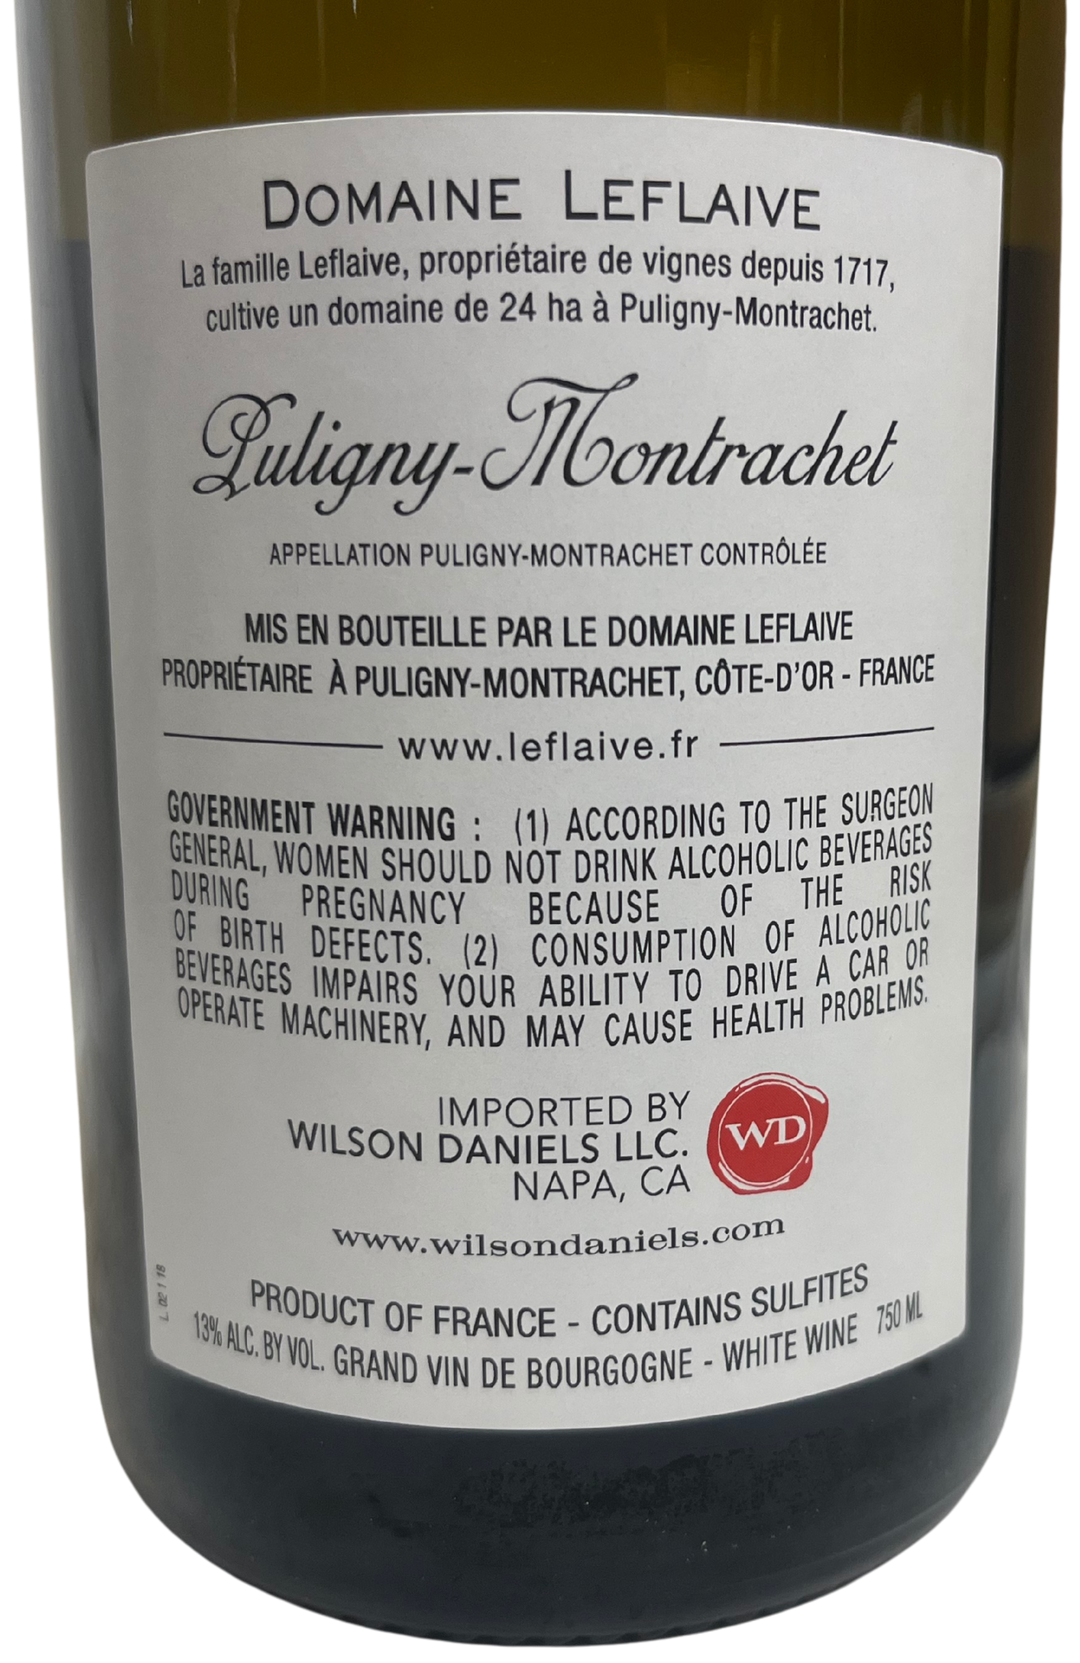 DOMAINE LEFLAIVE
La famille Leflaive, propriétaire de vignes depuis 1717,
cultive un domaine de 24 ha à Puligny-Montrachet.
Puligny-Montrachet
APPELLATION PULIGNY-MONTRACHET CONTRÔLÉE
MIS EN BOUTEILLE PAR LE DOMAINE LEFLAIVE
PROPRIÉTAIRE À PULIGNY-MONTRACHET, CÔTE-D'OR - FRANCE
www.leflaive.fr
GOVERNMENT WARNING : (1) ACCORDING TO THE SURGEON
GENERAL, WOMEN SHOULD NOT DRINK ALCOHOLIC BEVERAGES
DURING PREGNANCY BECAUSE OF THE RISK
OF BIRTH DEFECTS. (2) CONSUMPTION OF ALCOHOLIC
BEVERAGES IMPAIRS YOUR ABILITY TO DRIVE A CAR OR
OPERATE MACHINERY, AND MAY CAUSE HEALTH PROBLEMS.
IMPORTED BY
WILSON DANIELS LLC.
NAPA, CA
WD
www.wilsondaniels.com
L. 02 1 18
PRODUCT OF FRANCE - CONTAINS SULFITES
13% ALC. BY VOL. GRAND VIN DE BOURGOGNE - WHITE WINE 750 ML